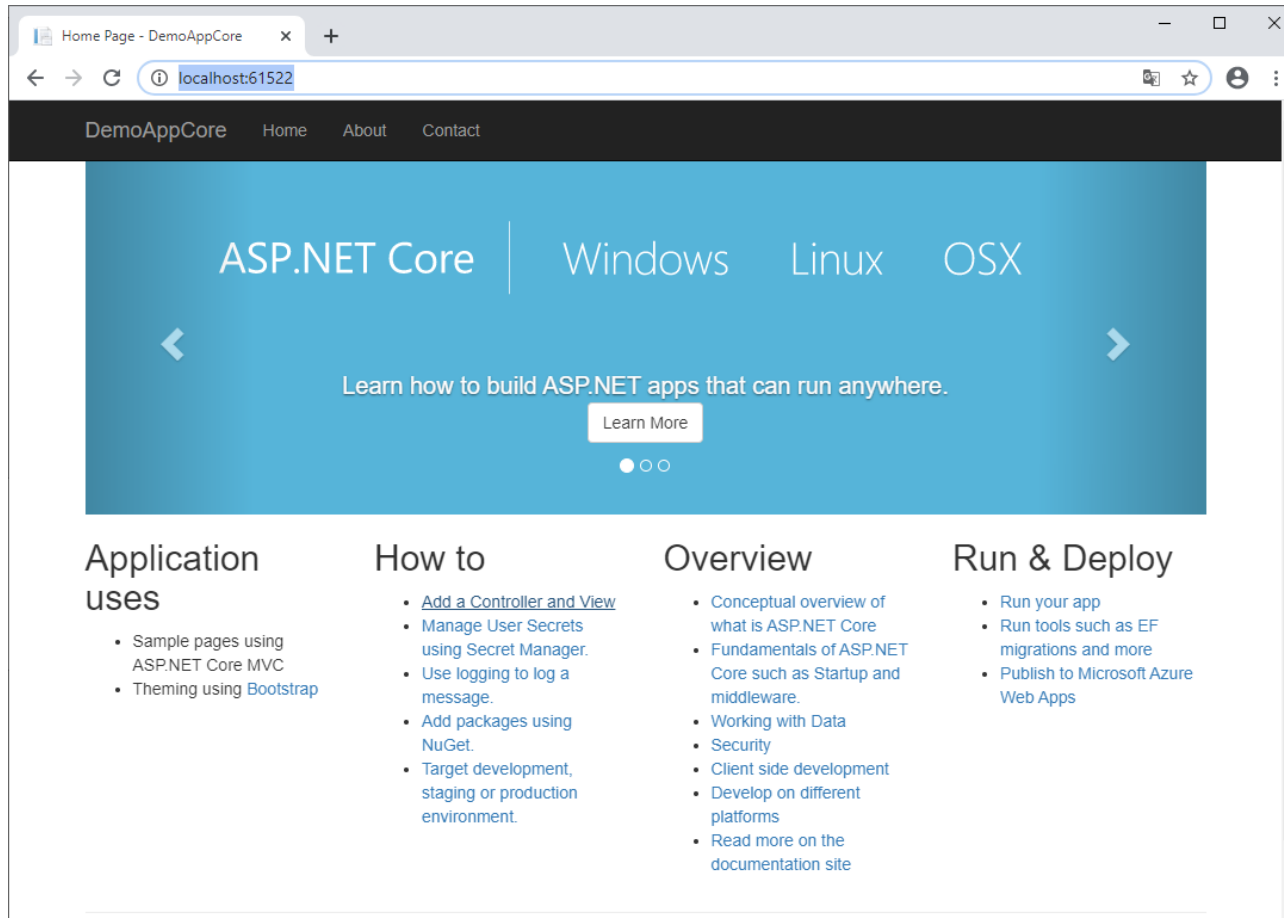 Home Page - DemoAppCore
localhost:61522
DemoAppCore Home About Contact
ASP.NET Core Windows Linux OSX
Learn how to build ASP.NET apps that can run anywhere.
Learn More
Application
uses
Sample pages using
ASP.NET Core MVC
Theming using Bootstrap
How to
Add a Controller and View
Manage User Secrets
using Secret Manager.
Use logging to log a
message.
Add packages using
NuGet.
Target development,
staging or production
environment.
Overview
Conceptual overview of
what is ASP.NET Core
Fundamentals of ASP.NET
Core such as Startup and
middleware.
Working with Data
Security
Client side development
Develop on different
platforms
Read more on the
documentation site
Run & Deploy
Run your app
Run tools such as EF
migrations and more
Publish to Microsoft Azure
Web Apps